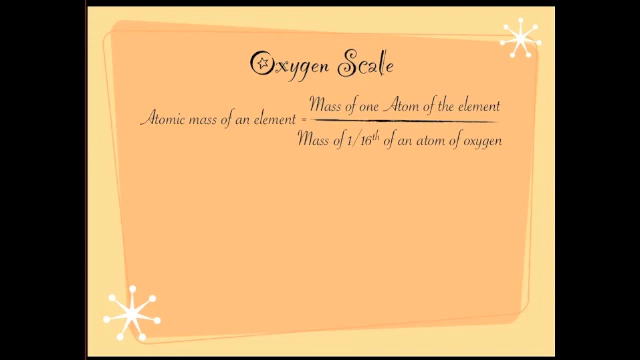 Oxygen Scale
Mass of one Atom of the element
Atomic mass of an element =
Mass of 1/16th of an atom of oxygen